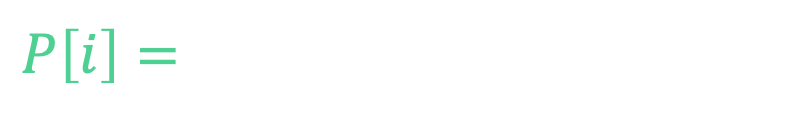 P[i] =